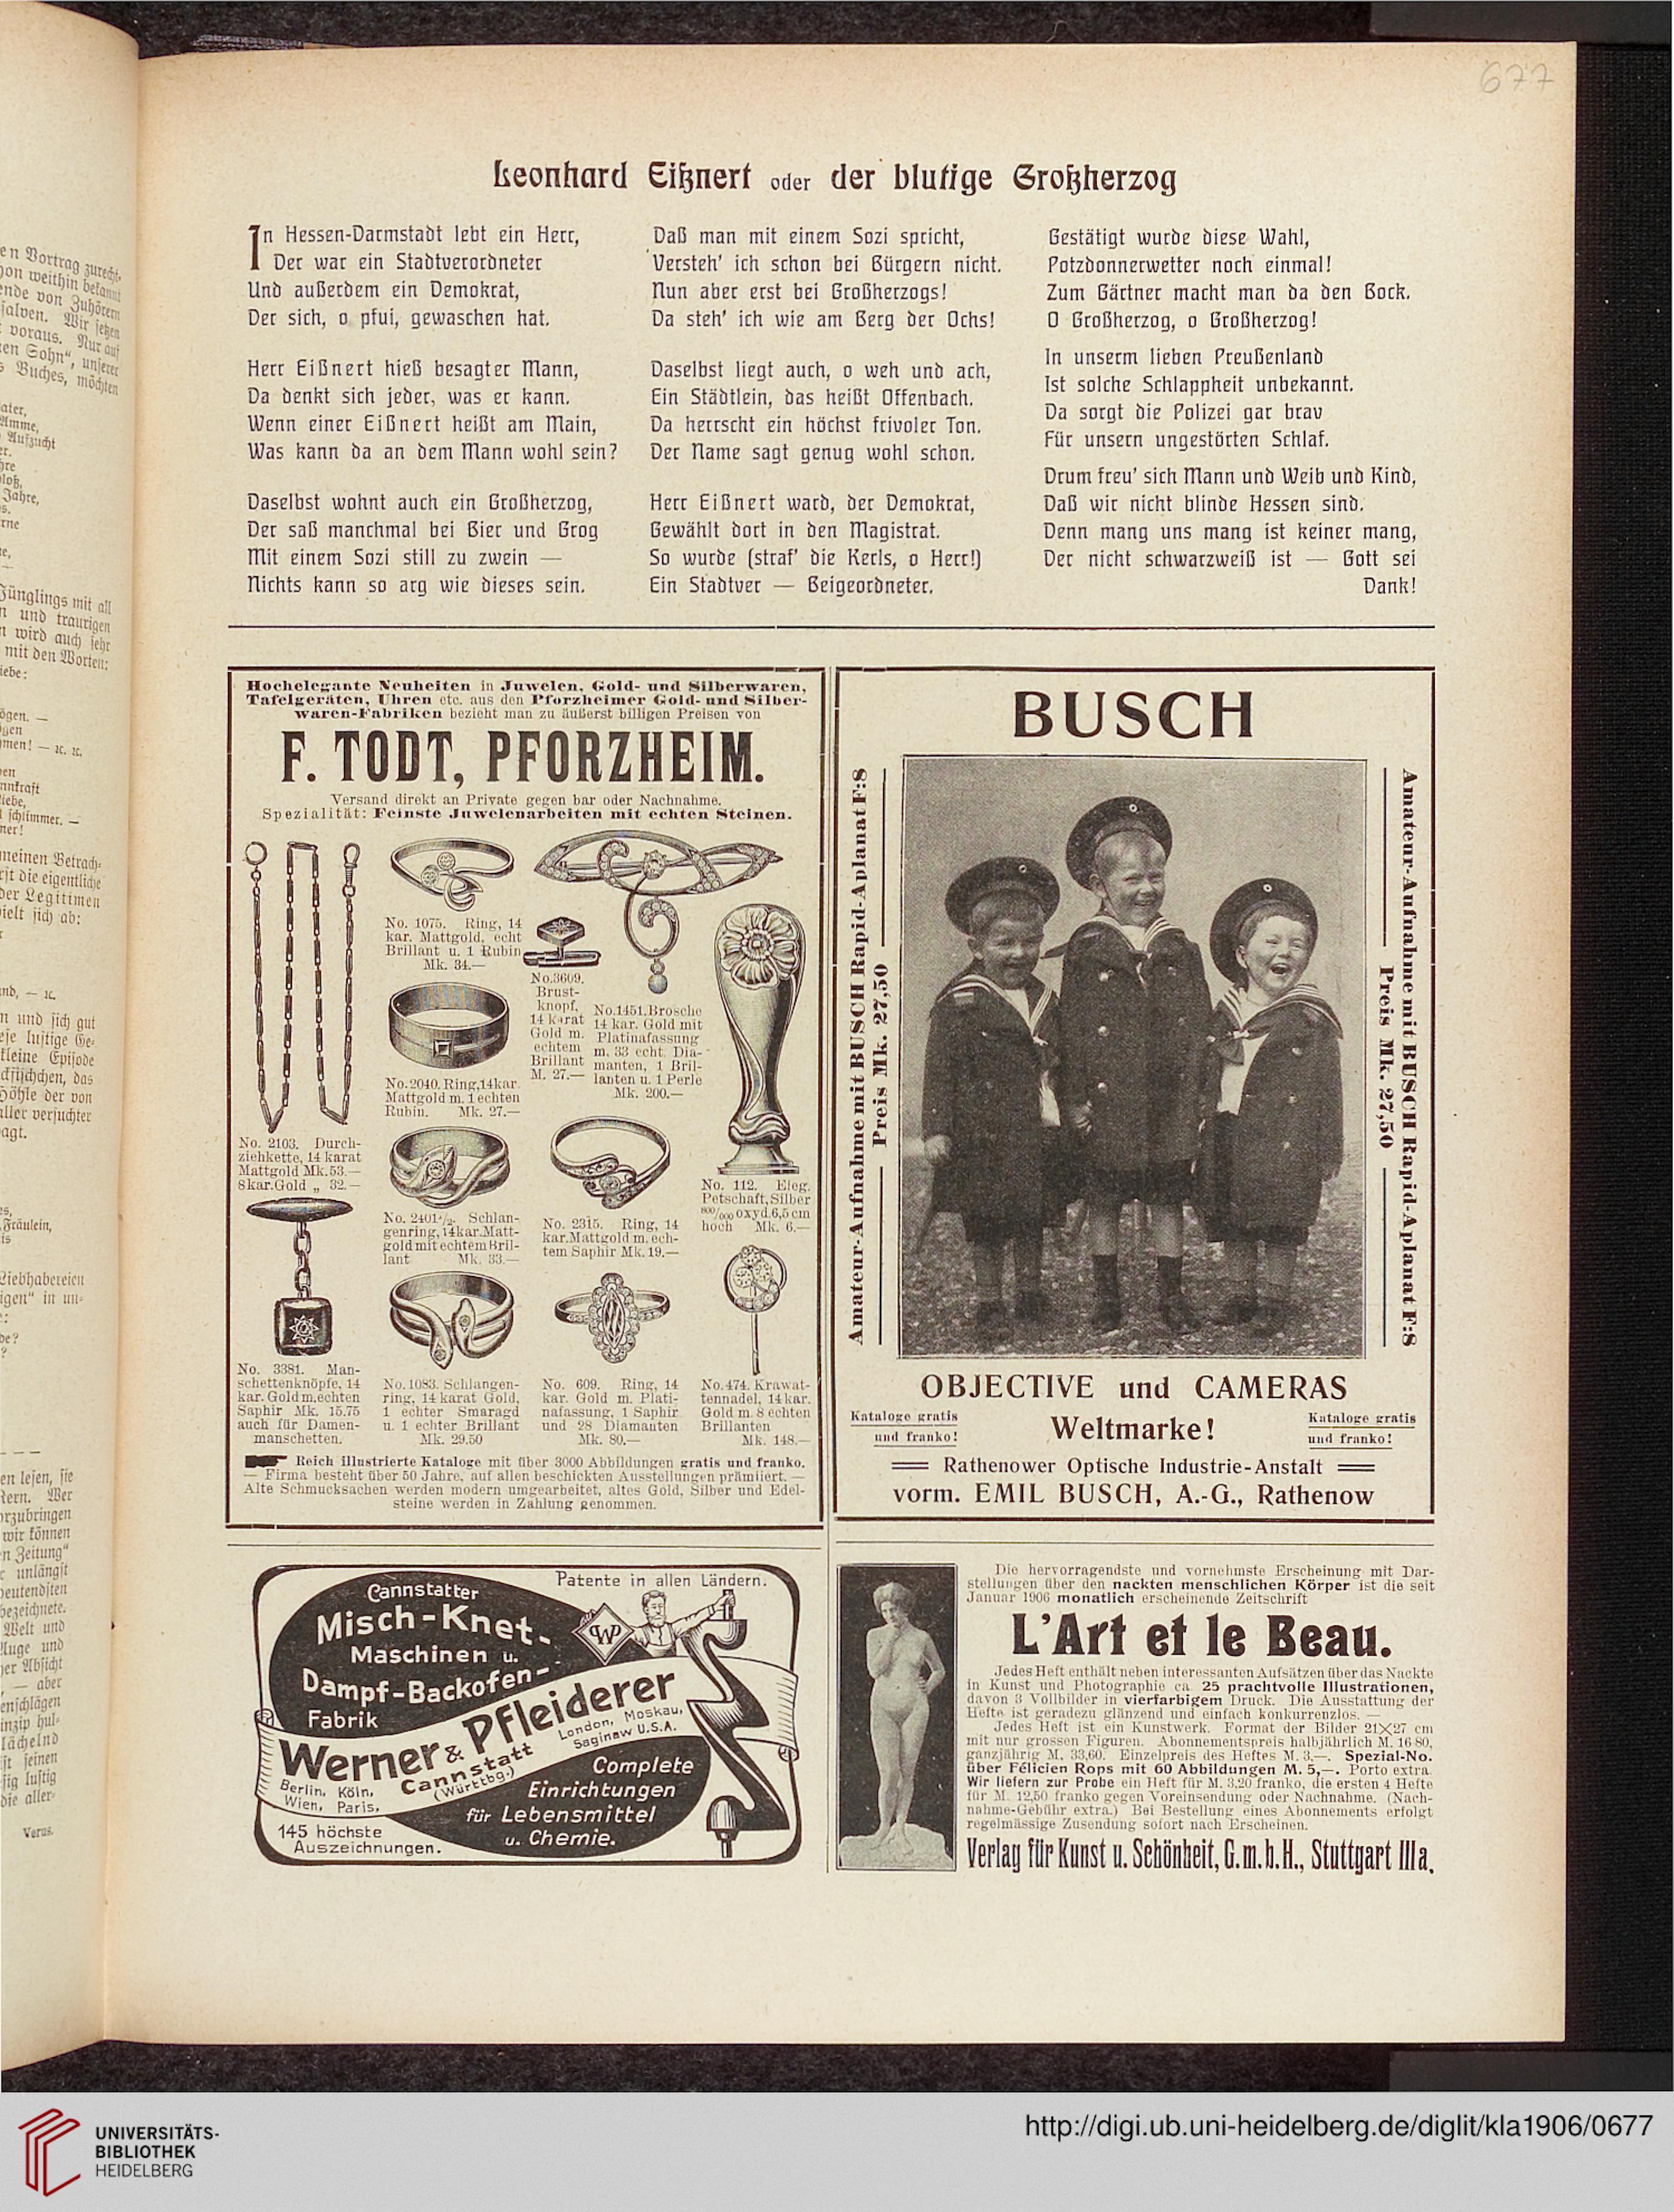 677
Leonhard Eißnert oder der blutige Großherzog
In Hessen-Darmstadt lebt ein Herr,
Der war ein Stadtverordneter
Und außerdem ein Demokrat,
Der sich, o pfui, gewaschen hat.
Herr Eißnert hieß besagter Mann,
Da denkt sich jeder, was er kann.
Wenn einer Eißnert heißt am Main,
Was kann da an dem Mann wohl sein?
Daselbst wohnt auch ein Großherzog,
Der saß manchmal bei Bier und Grog
Mit einem Sozi still zu zwein —
Nichts kann so arg wie dieses sein.
Daß man mit einem Sozi spricht,
Versteh' ich schon bei Bürgern nicht.
Nun aber erst bei Großherzogs!
Da steh' ich wie am Berg der Ochs!
Daselbst liegt auch, o weh und ach,
Ein Städtlein, das heißt Offenbach.
Da herrscht ein höchst frivoler Ton.
Der Name sagt genug wohl schon.
Herr Eißnert ward, der Demokrat,
Gewählt dort in den Magistrat.
So wurde (straf' die Kerls, o Herr!)
Ein Stadtver — Beigeordneter.
Gestätigt wurde diese Wahl,
Potzdonnerwetter noch einmal!
Zum Gärtner macht man da den Bock.
O Großherzog, o Großherzog!
In unserm lieben Preußenland
Ist solche Schlappheit unbekannt.
Da sorgt die Polizei gar brav
Für unsern ungestörten Schlaf.
Drum freu' sich Mann und Weib und Kind,
Daß wir nicht blinde Hessen sind.
Denn mang uns mang ist keiner mang,
Der nicht schwarzweiß ist — Gott sei
Dank!
Hochelegante Neuheiten in Juwelen, Gold- und Silberwaren,
Tafelgeräten, Uhren etc. aus den Pforzheimer Gold- und Silber-
waren-Fabriken bezieht man zu äußerst billigen Preisen von
F. TODT, PFORZHEIM.
Versand direkt an Private gegen bar oder Nachnahme.
Spezialität: Feinste Juwelenarbeiten mit echten Steinen.
No. 1075. Ring, 14
kar. Mattgold, echt
Brillant u. 1 Rubin
Mk. 34.—
No.3609.
Brust-
knopf,
14 karat
Gold m.
echtem
Brillant
M. 27.—
No.1451.Brosche
14 kar. Gold mit
Platinafassung
m. 33 echt. Dia-
manten, 1 Bril-
lanten u. 1 Perle
Mk. 200.—
No.2040.Ring,14kar.
Mattgold m. 1 echten
Rubin. Mk. 27.—
No. 2103. Durch-
ziehkette, 14 karat
Mattgold Mk.53.—
8kar.Gold „ 32.—
No. 2401½. Schlan-
genring, 14kar.Matt-
gold mit echtem Bril-
lant Mk. 33.—
No. 2315. Ring, 14
kar.Mattgold m. ech-
tem Saphir Mk.19.—
No. 112. Eleg.
Petschaft, Silber
800/000 oxyd.6,5 cm
hoch Mk. 6.—
No. 3381. Man-
schettenknöpfe, 14
kar. Gold m.echten
Saphir Mk. 15.75
auch für Damen-
manschetten.
No.1083. Schlangen-
ring, 14 karat Gold,
1 echter Smaragd
u. 1 echter Brillant
Mk. 29.50
No. 609. Ring, 14
kar. Gold m. Plati-
nafassung, 1 Saphir
und 28 Diamanten
Mk. 80.—
No.474. Krawat-
tennadel, 14kar.
Gold m. 8 echten
Brillanten
Mk. 148.—
Reich illustrierte Kataloge mit über 3000 Abbildungen gratis und franko.
— Firma besteht über 50 Jahre, auf allen beschickten Ausstellungen prämiiert. —
Alte Schmucksachen werden modern umgearbeitet, altes Gold, Silber und Edel-
steine werden in Zahlung genommen.
BUSCH
Amateur-Aufnahme mit BUSCH Rapid-Aplanat F:8
Preis Mk. 27,50
Amateur-Aufnahme mit BUSCH Rapid-Aplanat F:8
Preis Mk. 27,50
OBJECTIVE und CAMERAS
Kataloge gratis
und franko!
Weltmarke!
Kataloge gratis
und franko!
Rathenower Optische Industrie-Anstalt
vorm. EMIL BUSCH, A.-G., Rathenow
Patente in allen Ländern.
Cannstatter
Misch-Knet-
Maschinen u.
Dampf-Backofen-
Fabrik
WP
Werner & Pfleiderer
Cannstatt
(Württbg.)
London, Moskau,
Saginaw U.S.A.
Berlin, Köln,
Wien, Paris,
Complete
Einrichtungen
für Lebensmittel
u. Chemie.
145 höchste
Auszeichnungen.
Die hervorragendste und vornehmste Erscheinung mit Dar-
stellungen über den nackten menschlichen Körper ist die seit
Januar 1906 monatlich erscheinende Zeitschrift
L'Art et le Beau.
Jedes Heft enthält neben interessanten Aufsätzen über das Nackte
in Kunst und Photographie ca. 25 prachtvolle Illustrationen,
davon 3 Vollbilder in vierfarbigem Druck. Die Ausstattung der
Hefte ist geradezu glänzend und einfach konkurrenzlos. —
Jedes Heft ist ein Kunstwerk. Format der Bilder 21×27 cm
mit nur grossen Figuren. Abonnementspreis halbjährlich M. 16 80,
ganzjährig M. 33,60. Einzelpreis des Heftes M. 3,—. Spezial-No.
über Félicien Rops mit 60 Abbildungen M. 5,—. Porto extra.
Wir liefern zur Probe ein Heft für M. 3,20 franko, die ersten 4 Hefte
für M. 12,50 franko gegen Voreinsendung oder Nachnahme. (Nach-
nahme-Gebühr extra.) Bei Bestellung eines Abonnements erfolgt
regelmässige Zusendung sofort nach Erscheinen.
Verlag für Kunst u. Schönheit, G.m.b.H., Stuttgart IIIa.
UNIVERSITÄTS-
BIBLIOTHEK
HEIDELBERG
http://digi.ub.uni-heidelberg.de/diglit/kla1906/0677